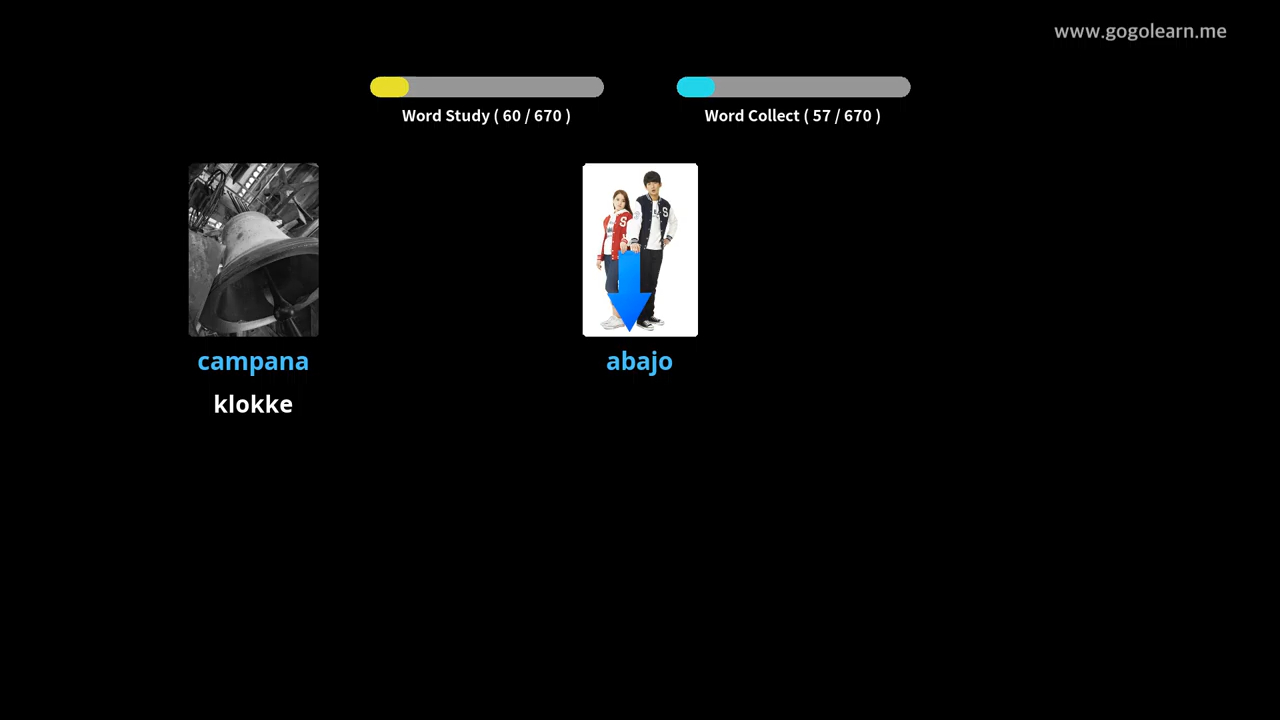 www.gogolearn.me
Word Study ( 60 / 670 )
Word Collect ( 57 / 670 )
S
S
campana
abajo
klokke